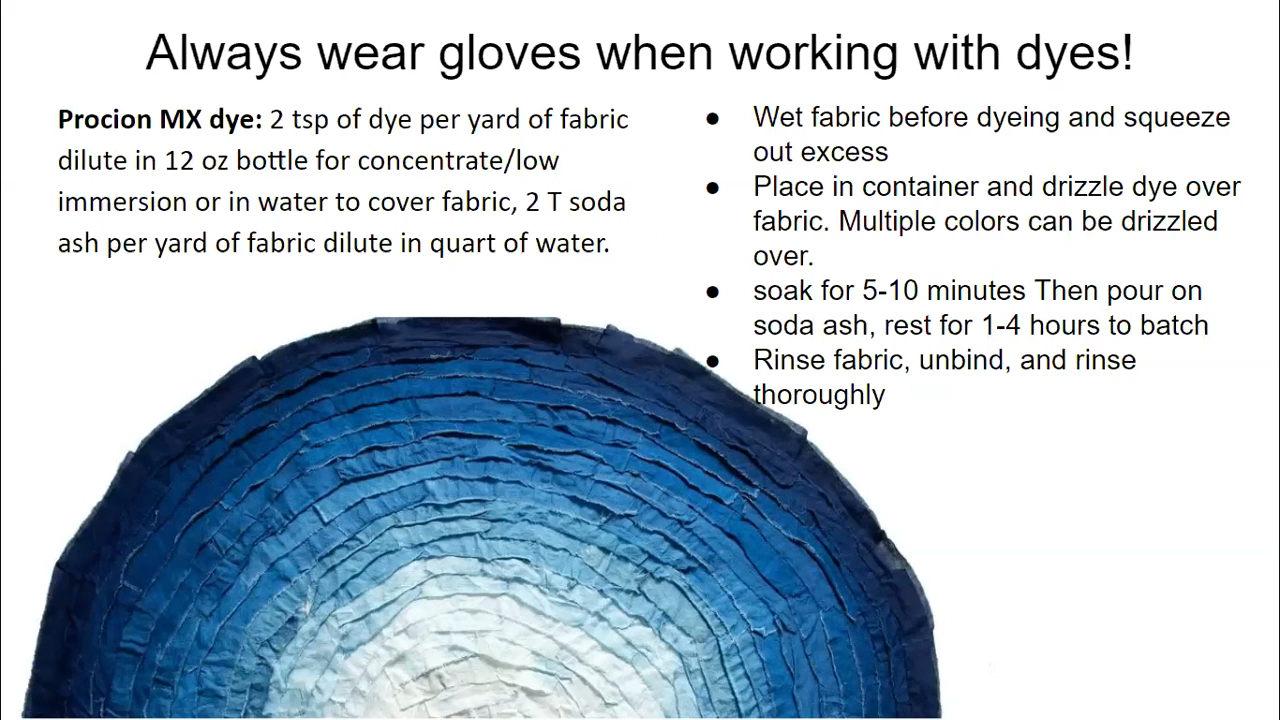 Always wear gloves when working with dyes!
Procion MX dye: 2 tsp of dye per yard of fabric
dilute in 12 oz bottle for concentrate/low
immersion or in water to cover fabric, 2 T soda
ash per yard of fabric dilute in quart of water.
● Wet fabric before dyeing and squeeze
out excess
● Place in container and drizzle dye over
fabric. Multiple colors can be drizzled
over.
● soak for 5-10 minutes Then pour on
soda ash, rest for 1-4 hours to batch
● Rinse fabric, unbind, and rinse
thoroughly